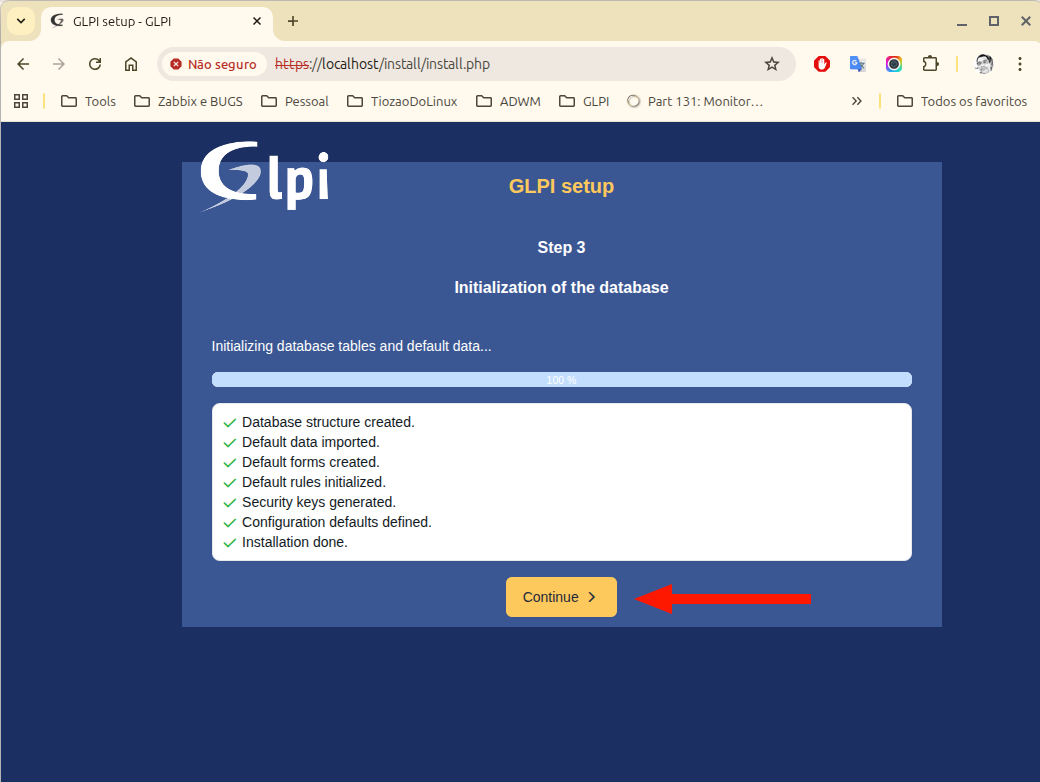 GLPI setup - GLPI
Não seguro https://localhost/install/install.php
Tools Zabbix e BUGS Pessoal TiozaoDoLinux ADWM GLPI Part 131: Monitor… Todos os favoritos
Glpi
GLPI setup
Step 3
Initialization of the database
Initializing database tables and default data...
100 %
Database structure created.
Default data imported.
Default forms created.
Default rules initialized.
Security keys generated.
Configuration defaults defined.
Installation done.
Continue